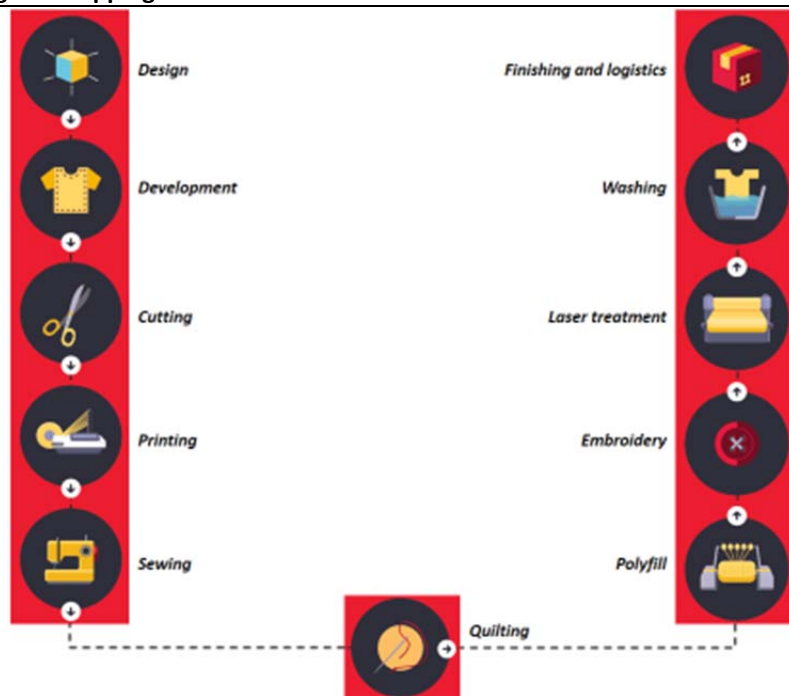 Design
Development
Cutting
Printing
Sewing
Quilting
Polyfill
Embroidery
Laser treatment
Washing
Finishing and logistics